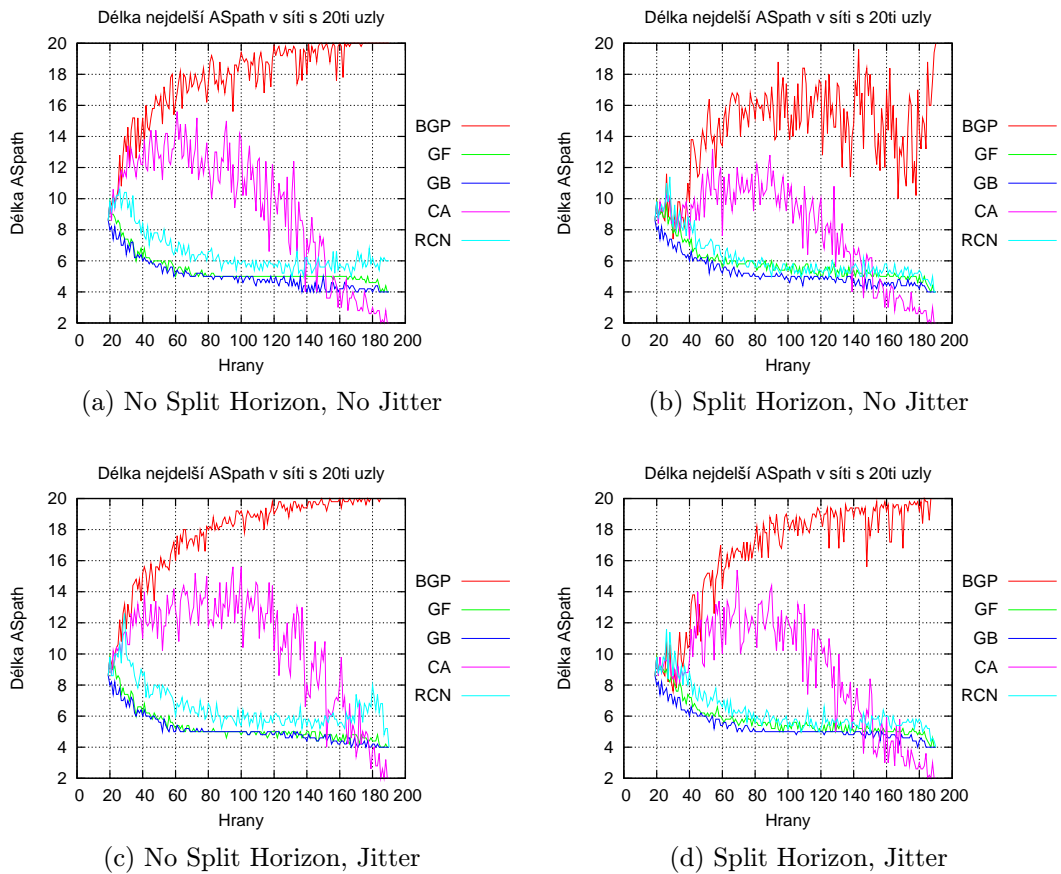 Délka nejdelší ASpath v síti s 20ti uzly
Délka ASpath
20
18
16
14
12
10
8
6
4
2
0 20 40 60 80 100 120 140 160 180 200
Hrany
BGP
GF
GB
CA
RCN
(a) No Split Horizon, No Jitter
Délka nejdelší ASpath v síti s 20ti uzly
Délka ASpath
20
18
16
14
12
10
8
6
4
2
0 20 40 60 80 100 120 140 160 180 200
Hrany
BGP
GF
GB
CA
RCN
(b) Split Horizon, No Jitter
Délka nejdelší ASpath v síti s 20ti uzly
Délka ASpath
20
18
16
14
12
10
8
6
4
2
0 20 40 60 80 100 120 140 160 180 200
Hrany
BGP
GF
GB
CA
RCN
(c) No Split Horizon, Jitter
Délka nejdelší ASpath v síti s 20ti uzly
Délka ASpath
20
18
16
14
12
10
8
6
4
2
0 20 40 60 80 100 120 140 160 180 200
Hrany
BGP
GF
GB
CA
RCN
(d) Split Horizon, Jitter